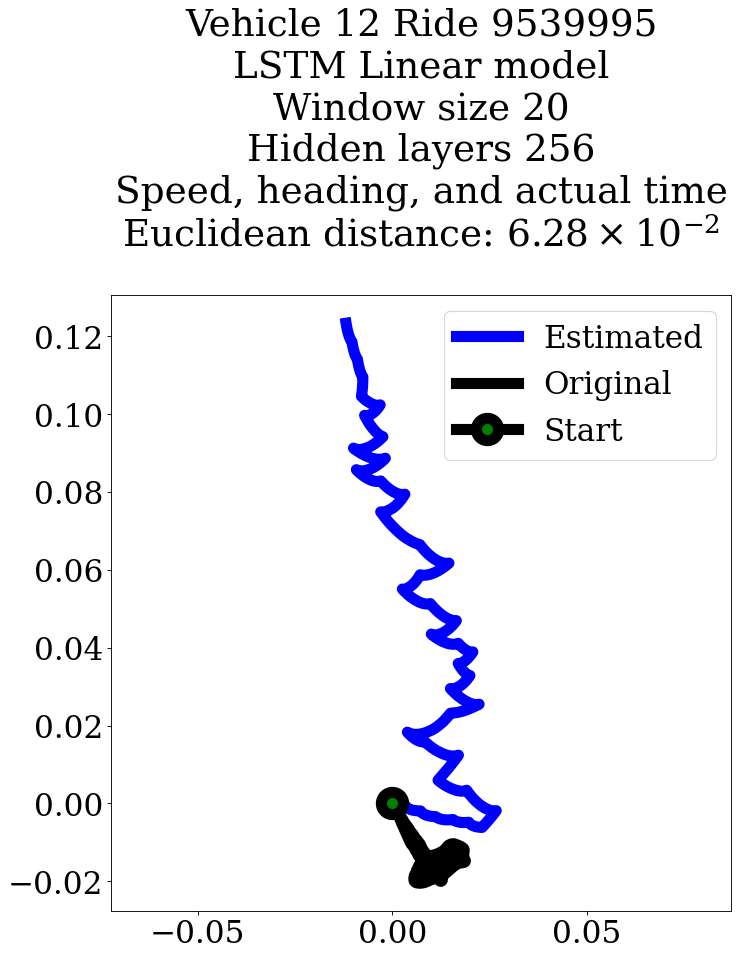 Vehicle 12 Ride 9539995
LSTM Linear model
Window size 20
Hidden layers 256
Speed, heading, and actual time
Euclidean distance: 6.28 × 10⁻²
Estimated
Original
Start
0.12
0.10
0.08
0.06
0.04
0.02
0.00
−0.02
−0.05
0.00
0.05